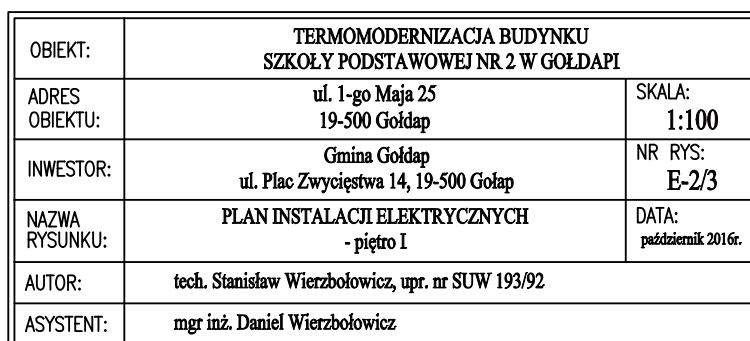 OBIEKT:
TERMOMODERNIZACJA BUDYNKU
SZKOŁY PODSTAWOWEJ NR 2 W GOŁDAPI
ADRES
OBIEKTU:
ul. 1-go Maja 25
19-500 Gołdap
SKALA:
1:100
INWESTOR:
Gmina Gołdap
ul. Plac Zwycięstwa 14, 19-500 Gołap
NR RYS:
E-2/3
NAZWA
RYSUNKU:
PLAN INSTALACJI ELEKTRYCZNYCH
- piętro I
DATA:
październik 2016r.
AUTOR:
tech. Stanisław Wierzbołowicz, upr. nr SUW 193/92
ASYSTENT:
mgr inż. Daniel Wierzbołowicz